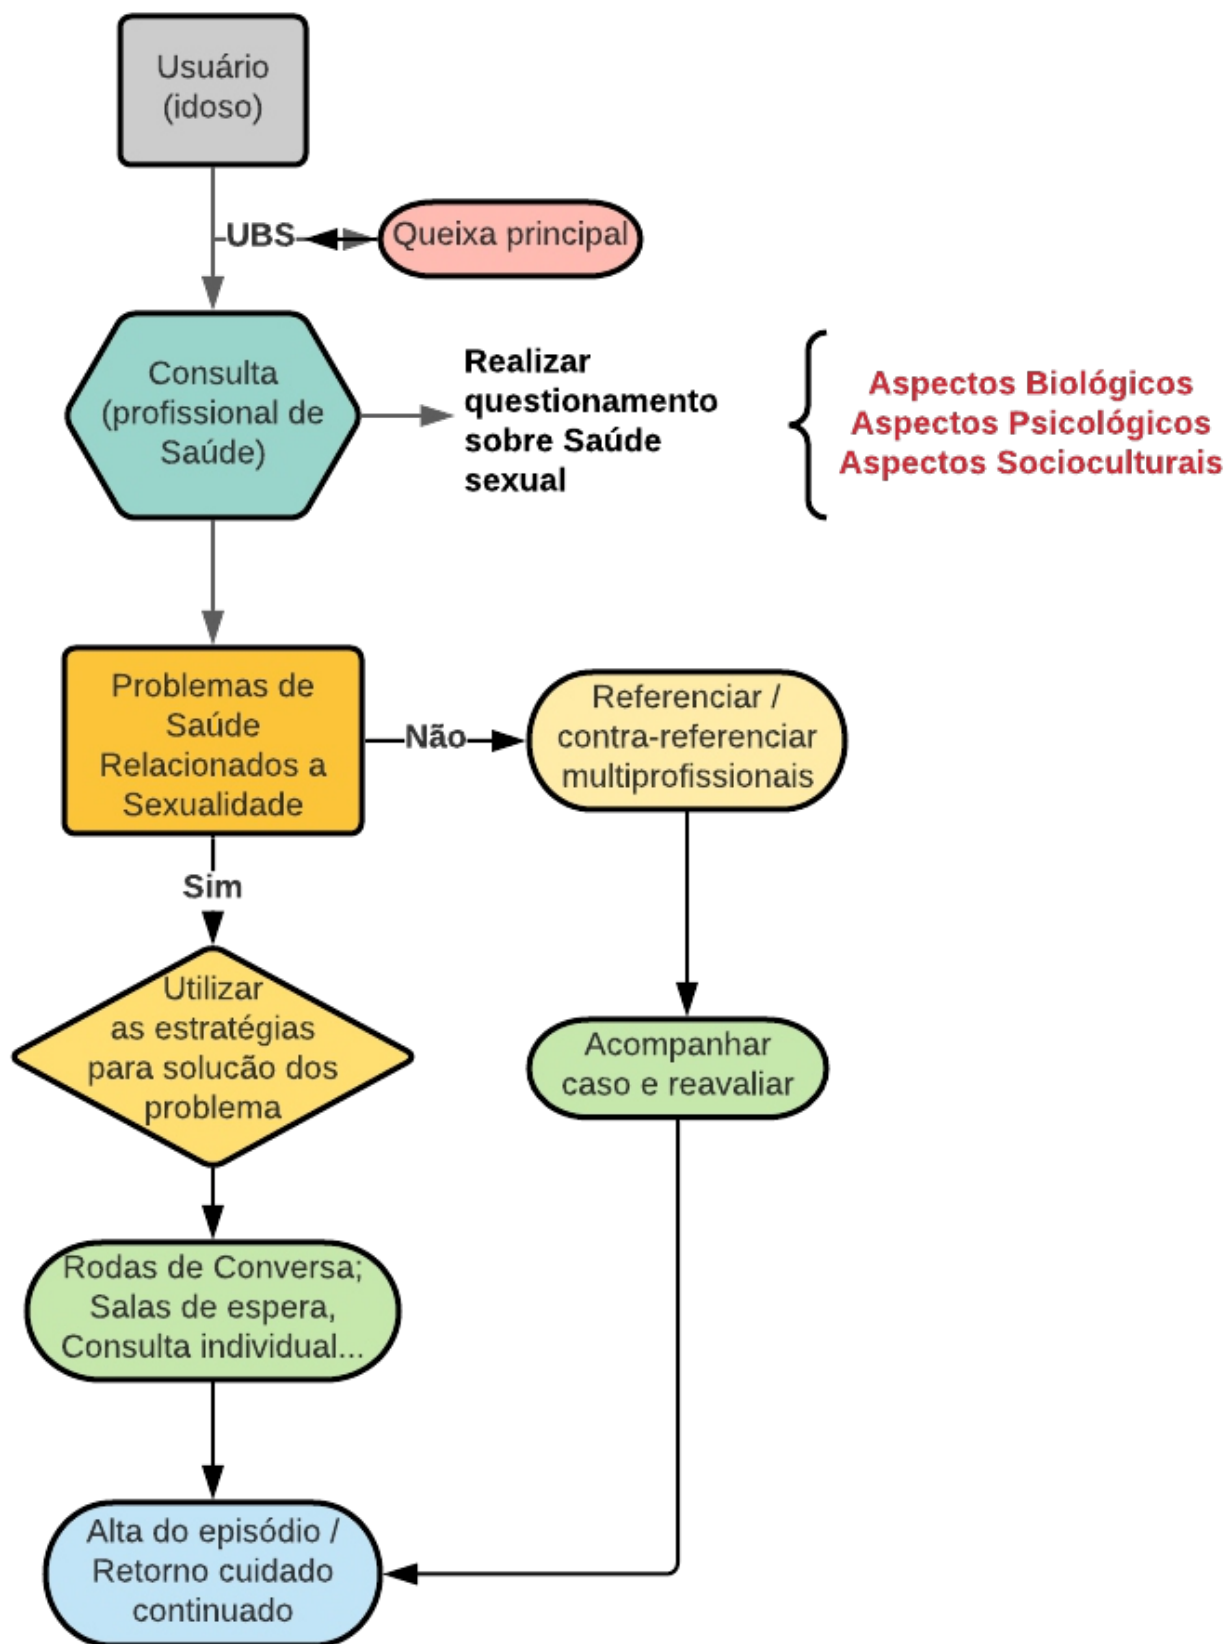 Usuário
(idoso)
UBS
Queixa principal
Consulta
(profissional de
Saúde)
Realizar
questionamento
sobre Saúde
sexual
Aspectos Biológicos
Aspectos Psicológicos
Aspectos Socioculturais
Problemas de
Saúde
Relacionados a
Sexualidade
Não
Referenciar /
contra-referenciar
multiprofissionais
Sim
Utilizar
as estratégias
para solucão dos
problema
Acompanhar
caso e reavaliar
Rodas de Conversa;
Salas de espera,
Consulta individual...
Alta do episódio /
Retorno cuidado
continuado